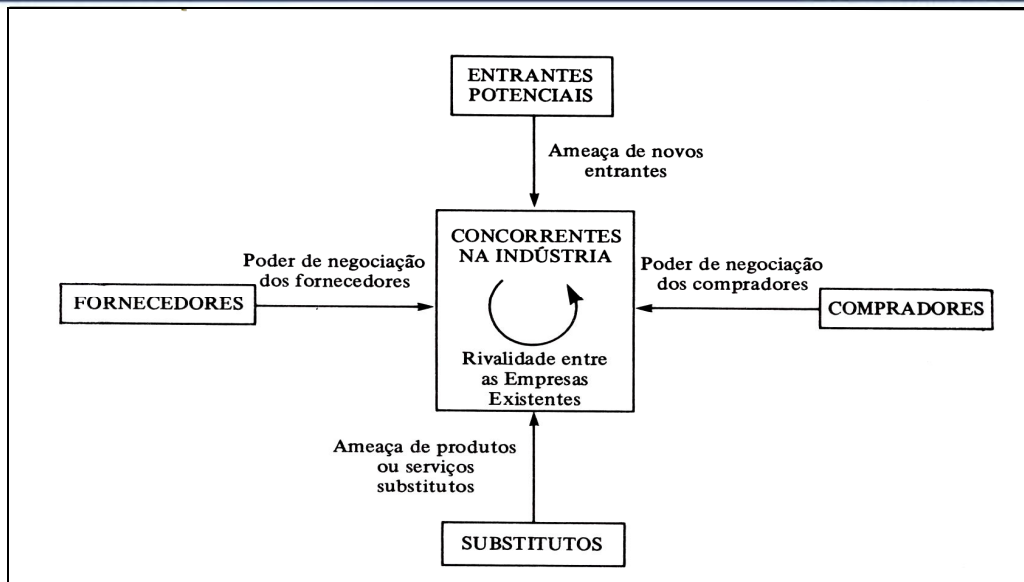 ENTRANTES
POTENCIAIS
Ameaça de novos
entrantes
CONCORRENTES
NA INDÚSTRIA
Poder de negociação
dos fornecedores
Poder de negociação
dos compradores
FORNECEDORES
COMPRADORES
Rivalidade entre
as Empresas
Existentes
Ameaça de produtos
ou serviços
substitutos
SUBSTITUTOS